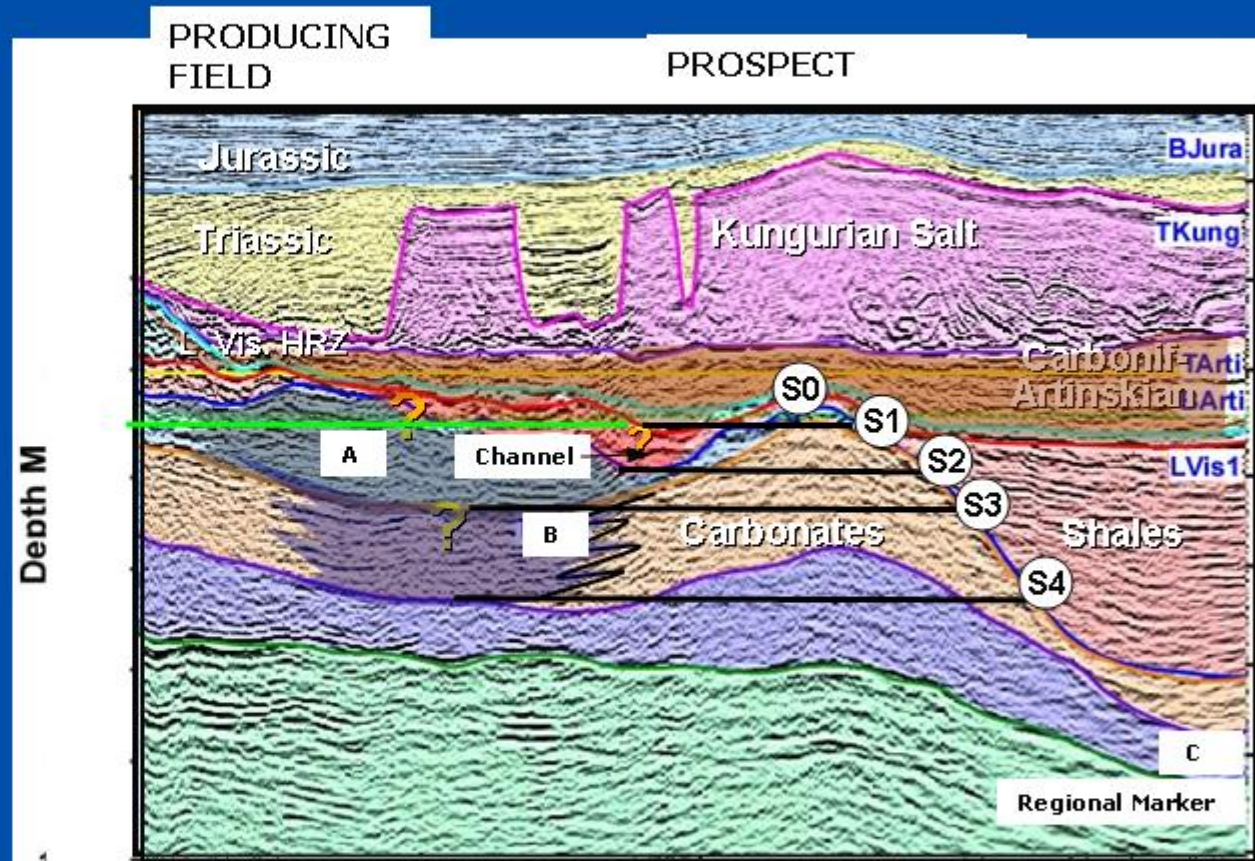 PRODUCING
FIELD
PROSPECT
Jurassic
BJura
Triassic
Kungurian Salt
TKung
L. Vis. HRZ
Carbonif-
Artinskian
TArti
S0
?
S1
A
Channel
?
S2
LVis1
Depth M
?
B
S3
Carbonates
Shales
S4
C
Regional Marker